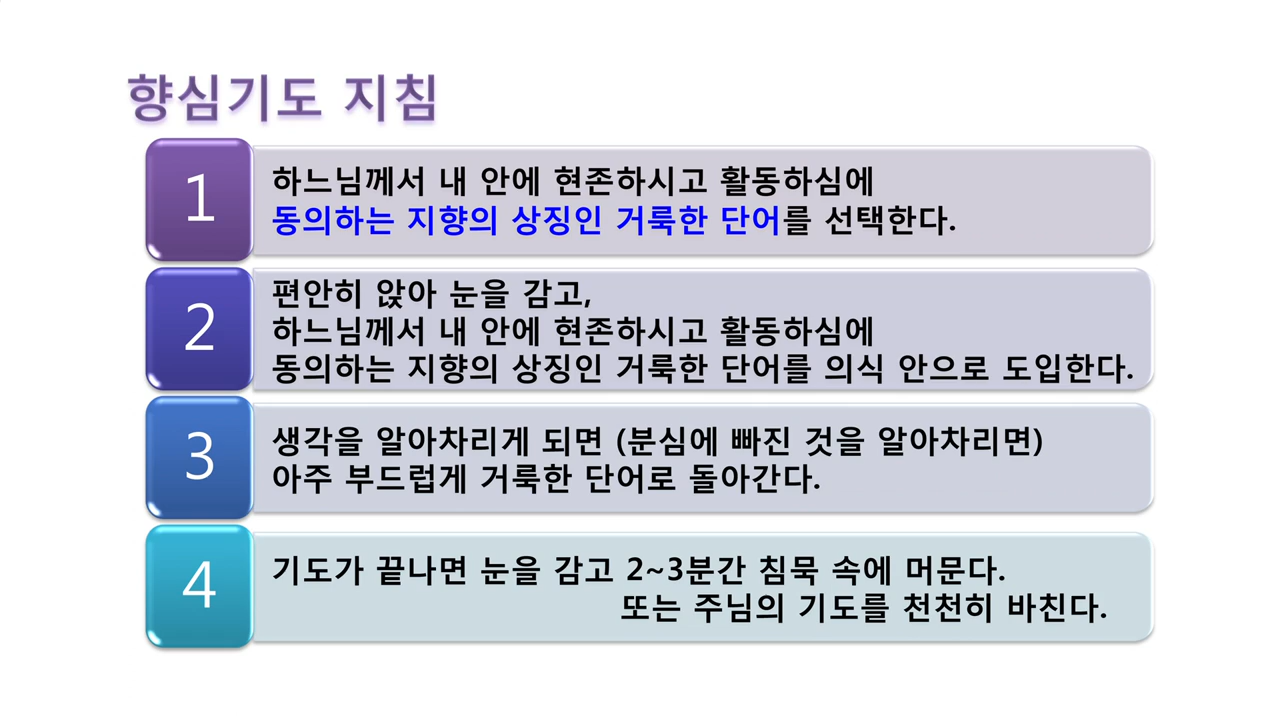 향심기도 지침
1
하느님께서 내 안에 현존하시고 활동하심에
동의하는 지향의 상징인 거룩한 단어를 선택한다.
2
편안히 앉아 눈을 감고,
하느님께서 내 안에 현존하시고 활동하심에
동의하는 지향의 상징인 거룩한 단어를 의식 안으로 도입한다.
3
생각을 알아차리게 되면 (분심에 빠진 것을 알아차리면)
아주 부드럽게 거룩한 단어로 돌아간다.
4
기도가 끝나면 눈을 감고 2~3분간 침묵 속에 머문다.
또는 주님의 기도를 천천히 바친다.